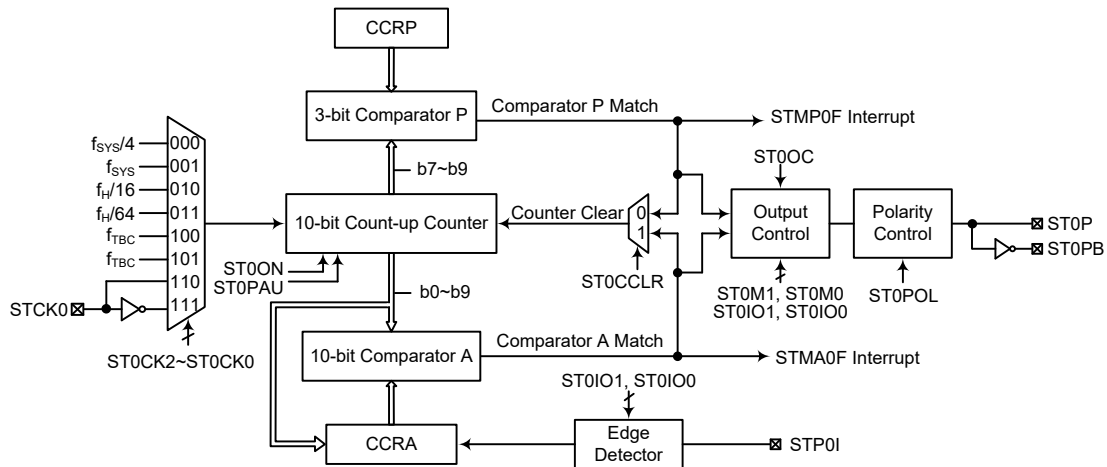 CCRP
3-bit Comparator P
Comparator P Match
STMP0F Interrupt
b7~b9
fSYS/4
000
fSYS
001
fH/16
010
fH/64
011
fTBC
100
fTBC
101
110
111
STCK0
ST0CK2~ST0CK0
10-bit Count-up Counter
ST0ON
ST0PAU
Counter Clear
0
1
ST0CCLR
ST0OC
Output
Control
ST0M1, ST0M0
ST0IO1, ST0IO0
Polarity
Control
ST0POL
ST0P
ST0PB
b0~b9
10-bit Comparator A
Comparator A Match
STMA0F Interrupt
ST0IO1, ST0IO0
CCRA
Edge
Detector
STP0I